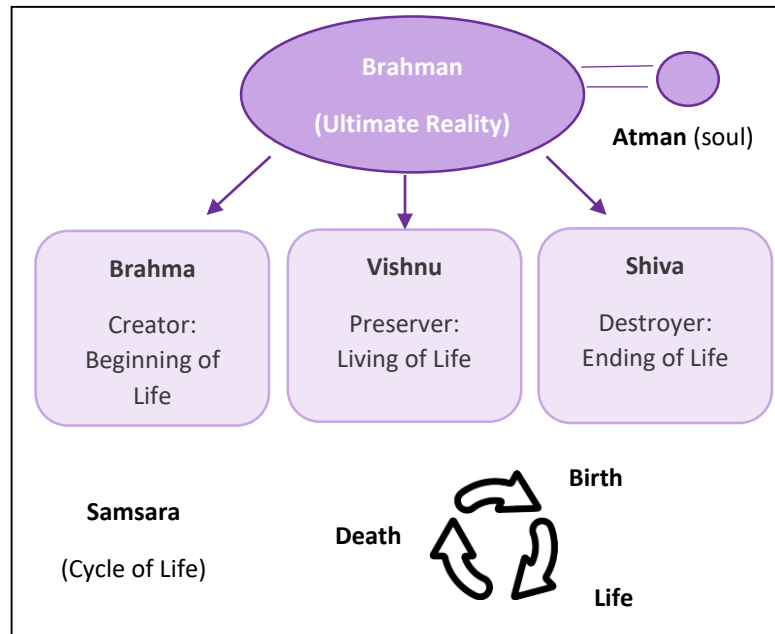 Brahman
(Ultimate Reality)
Atman (soul)
Brahma
Creator:
Beginning of
Life
Vishnu
Preserver:
Living of Life
Shiva
Destroyer:
Ending of Life
Samsara
(Cycle of Life)
Birth
Death
Life